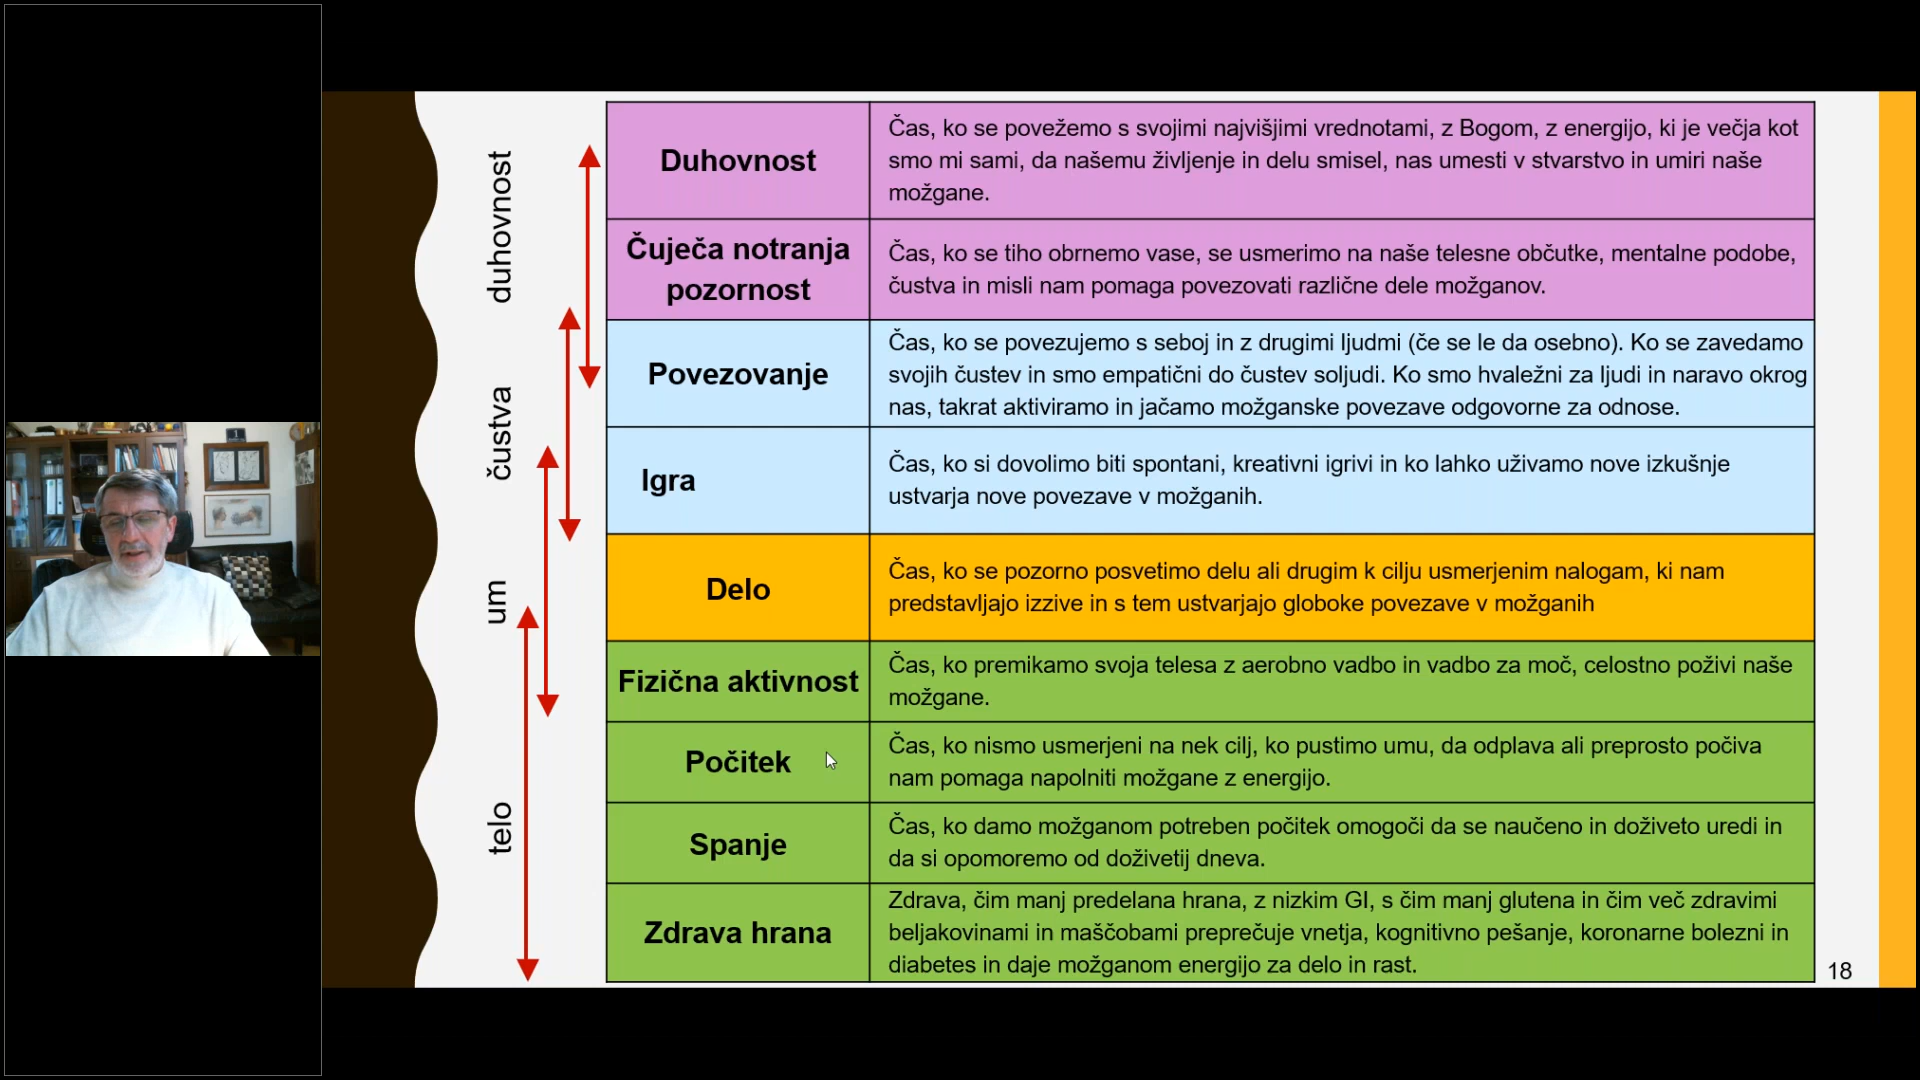 duhovnost
čustva
um
telo
Duhovnost
Čas, ko se povežemo s svojimi najvišjimi vrednotami, z Bogom, z energijo, ki je večja kot
smo mi sami, da našemu življenje in delu smisel, nas umesti v stvarstvo in umiri naše
možgane.
Čuječa notranja
pozornost
Čas, ko se tiho obrnemo vase, se usmerimo na naše telesne občutke, mentalne podobe,
čustva in misli nam pomaga povezovati različne dele možganov.
Povezovanje
Čas, ko se povezujemo s seboj in z drugimi ljudmi (če se le da osebno). Ko se zavedamo
svojih čustev in smo empatični do čustev soljudi. Ko smo hvaležni za ljudi in naravo okrog
nas, takrat aktiviramo in jačamo možganske povezave odgovorne za odnose.
Igra
Čas, ko si dovolimo biti spontani, kreativni igrivi in ko lahko uživamo nove izkušnje
ustvarja nove povezave v možganih.
Delo
Čas, ko se pozorno posvetimo delu ali drugim k cilju usmerjenim nalogam, ki nam
predstavljajo izzive in s tem ustvarjajo globoke povezave v možganih
Fizična aktivnost
Čas, ko premikamo svoja telesa z aerobno vadbo in vadbo za moč, celostno poživi naše
možgane.
Počitek
Čas, ko nismo usmerjeni na nek cilj, ko pustimo umu, da odplava ali preprosto počiva
nam pomaga napolniti možgane z energijo.
Spanje
Čas, ko damo možganom potreben počitek omogoči da se naučeno in doživeto uredi in
da si opomoremo od doživetij dneva.
Zdrava hrana
Zdrava, čim manj predelana hrana, z nizkim GI, s čim manj glutena in čim več zdravimi
beljakovinami in maščobami preprečuje vnetja, kognitivno pešanje, koronarne bolezni in
diabetes in daje možganom energijo za delo in rast.
18